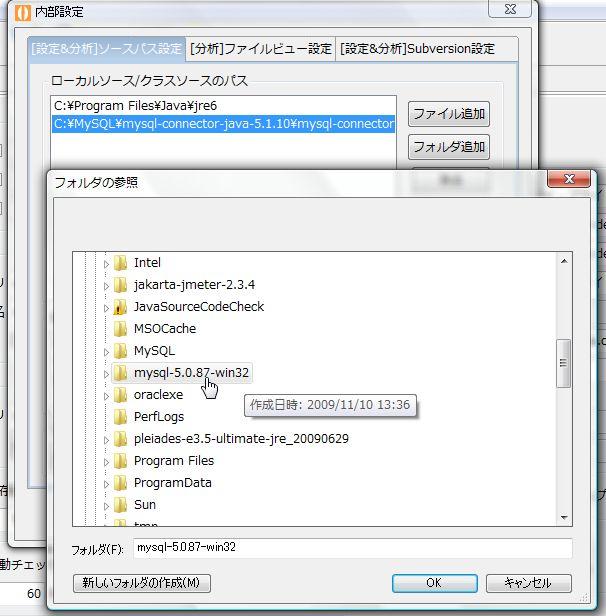 内部設定
[設定&分析]ソースパス設定 [分析]ファイルビュー設定 [設定&分析]Subversion設定
ローカルソース/クラスソースのパス
C:¥Program Files¥Java¥jre6
C:¥MySQL¥mysql-connector-java-5.1.10¥mysql-connector
ファイル追加
フォルダ追加
フォルダの参照
Intel
jakarta-jmeter-2.3.4
JavaSourceCodeCheck
MSOCache
MySQL
mysql-5.0.87-win32
oraclexe
作成日時: 2009/11/10 13:36
PerfLogs
pleiades-e3.5-ultimate-jre_20090629
Program Files
ProgramData
Sun
tmp
フォルダ(F): mysql-5.0.87-win32
新しいフォルダの作成(M) OK キャンセル
動チェッ
60